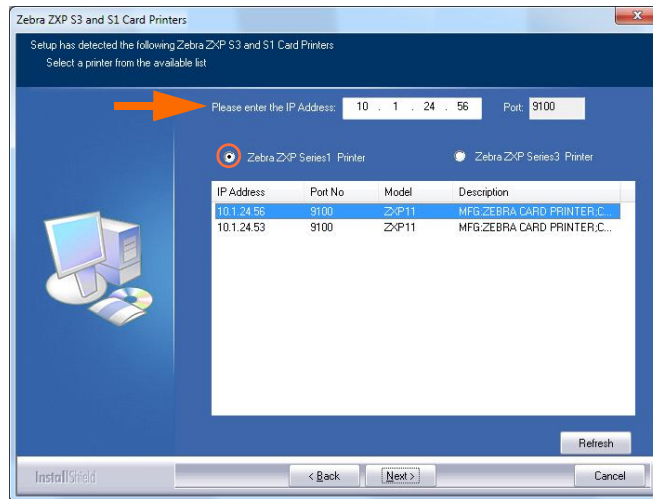 Zebra ZXP S3 and S1 Card Printers
Setup has detected the following Zebra ZXP S3 and S1 Card Printers
Select a printer from the available list
Please enter the IP Address: 10 . 1 . 24 . 56 Port: 9100
Zebra ZXP Series1 Printer Zebra ZXP Series3 Printer
IP Address Port No Model Description
10.1.24.56 9100 ZXP11 MFG:ZEBRA CARD PRINTER;C...
10.1.24.53 9100 ZXP11 MFG:ZEBRA CARD PRINTER;C...
Refresh
InstallShield < Back Next > Cancel